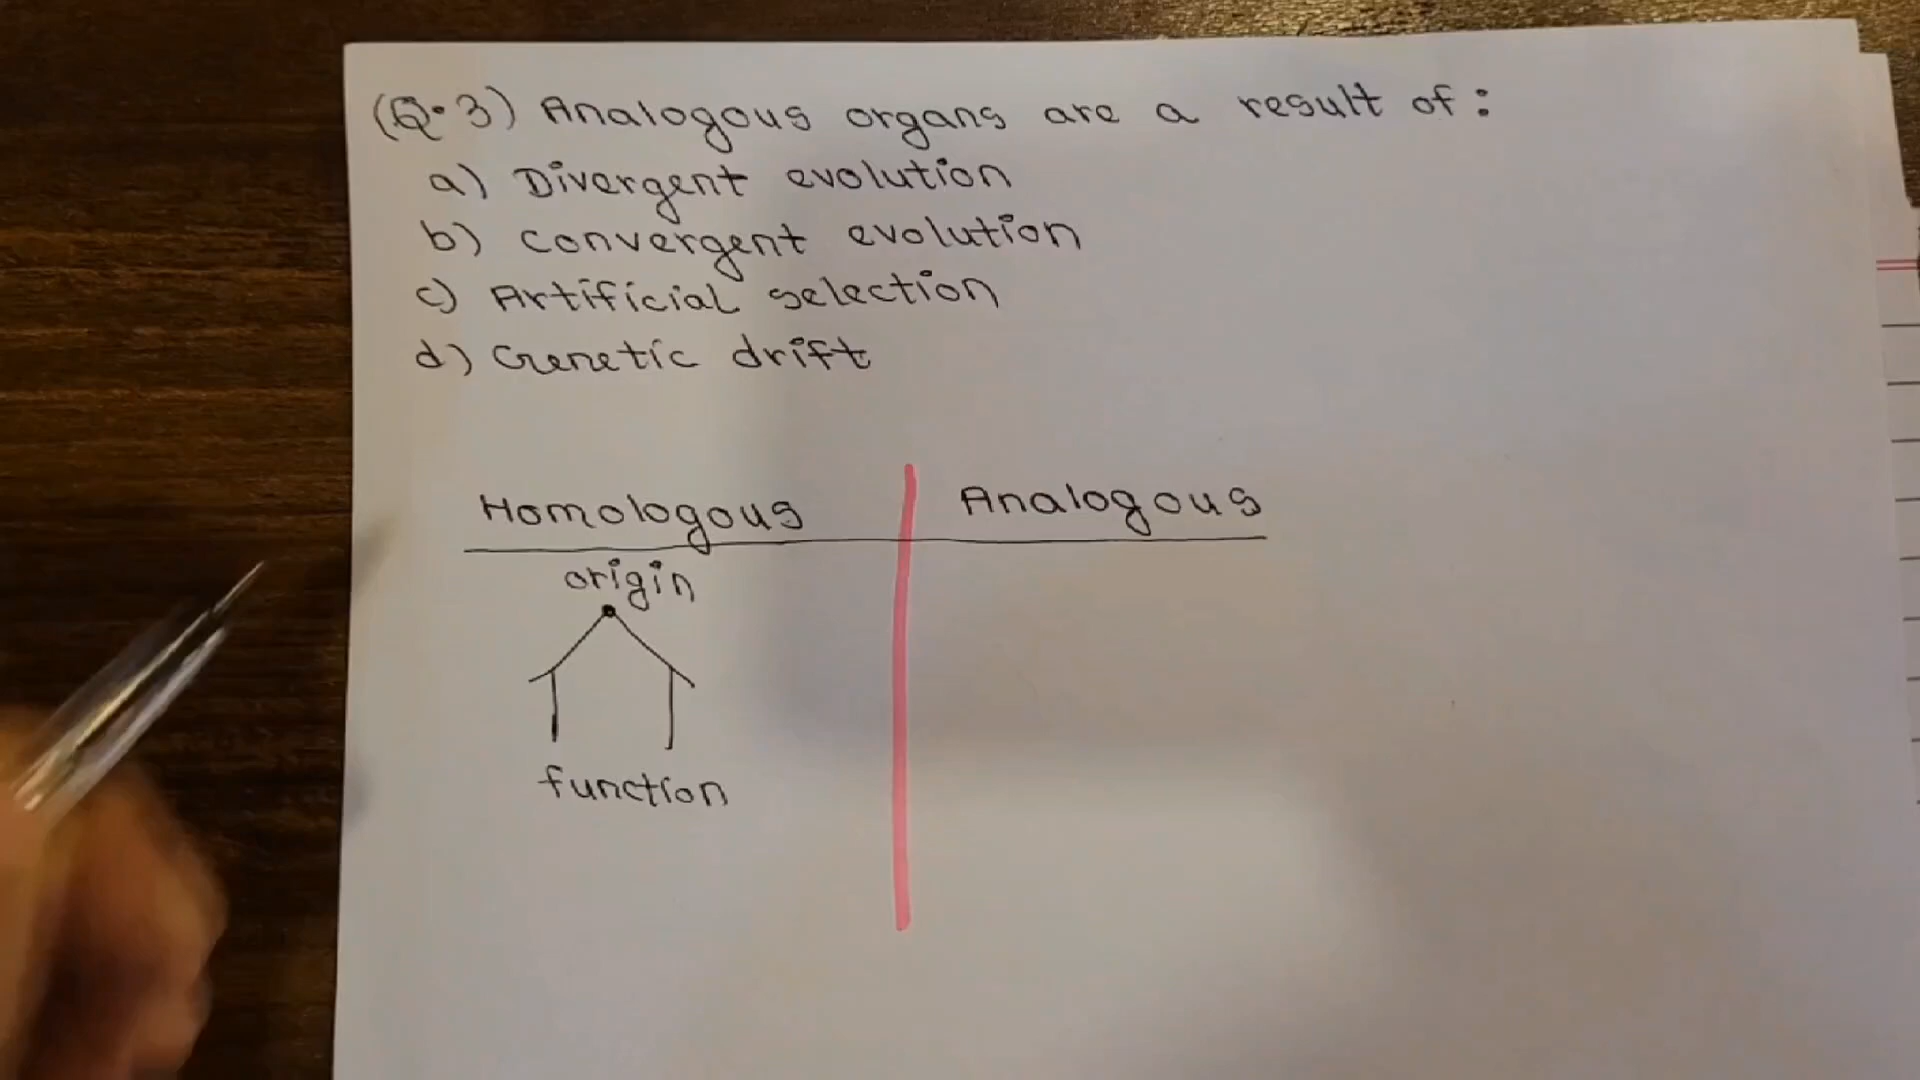 (Q.3) Analogous organs are a result of:
a) Divergent evolution
b) convergent evolution
c) Artificial selection
d) Genetic drift
Homologous
Analogous
origin
function